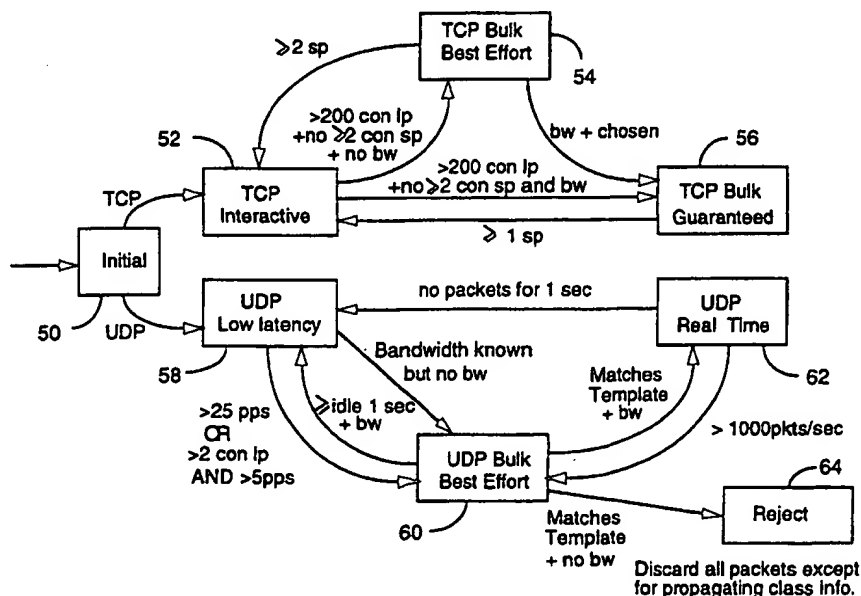 TCP Bulk
Best Effort
54
⩾2 sp
>200 con lp
+no ⩾2 con sp
+ no bw
bw + chosen
52
56
TCP
Interactive
>200 con lp
+no ⩾2 con sp and bw
TCP Bulk
Guaranteed
⩾ 1 sp
TCP
Initial
50
UDP
UDP
Low latency
58
no packets for 1 sec
UDP
Real Time
62
Bandwidth known
but no bw
⩾idle 1 sec
+ bw
>25 pps
OR
>2 con lp
AND >5pps
Matches
Template
+ bw
> 1000pkts/sec
UDP Bulk
Best Effort
60
Matches
Template
+ no bw
64
Reject
Discard all packets except
for propagating class info.